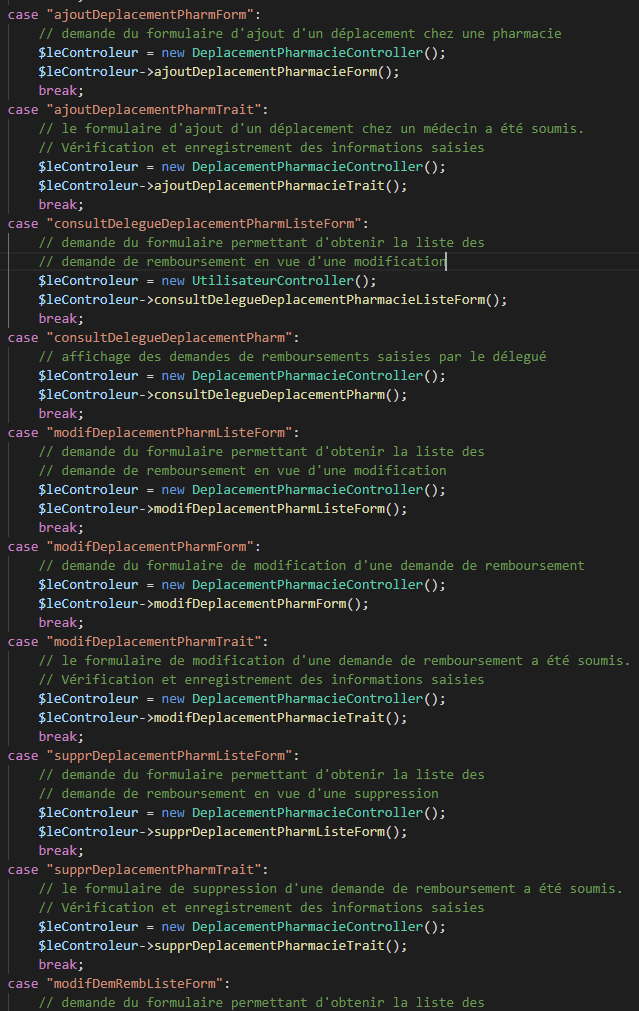 case "ajoutDeplacementPharmForm":
// demande du formulaire d'ajout d'un déplacement chez une pharmacie
$leControleur = new DeplacementPharmacieController();
$leControleur->ajoutDeplacementPharmacieForm();
break;
case "ajoutDeplacementPharmTrait":
// le formulaire d'ajout d'un déplacement chez un médecin a été soumis.
// Vérification et enregistrement des informations saisies
$leControleur = new DeplacementPharmacieController();
$leControleur->ajoutDeplacementPharmacieTrait();
break;
case "consultDelegueDeplacementPharmListeForm":
// demande du formulaire permettant d'obtenir la liste des
// demande de remboursement en vue d'une modification
$leControleur = new UtilisateurController();
$leControleur->consultDelegueDeplacementPharmacieListeForm();
break;
case "consultDelegueDeplacementPharm":
// affichage des demandes de remboursements saisies par le délegué
$leControleur = new DeplacementPharmacieController();
$leControleur->consultDelegueDeplacementPharm();
break;
case "modifDeplacementPharmListeForm":
// demande du formulaire permettant d'obtenir la liste des
// demande de remboursement en vue d'une modification
$leControleur = new DeplacementPharmacieController();
$leControleur->modifDeplacementPharmListeForm();
break;
case "modifDeplacementPharmForm":
// demande du formulaire de modification d'une demande de remboursement
$leControleur = new DeplacementPharmacieController();
$leControleur->modifDeplacementPharmForm();
break;
case "modifDeplacementPharmTrait":
// le formulaire de modification d'une demande de remboursement a été soumis.
// Vérification et enregistrement des informations saisies
$leControleur = new DeplacementPharmacieController();
$leControleur->modifDeplacementPharmacieTrait();
break;
case "supprDeplacementPharmListeForm":
// demande du formulaire permettant d'obtenir la liste des
// demande de remboursement en vue d'une suppression
$leControleur = new DeplacementPharmacieController();
$leControleur->supprDeplacementPharmListeForm();
break;
case "supprDeplacementPharmTrait":
// le formulaire de suppression d'une demande de remboursement a été soumis.
// Vérification et enregistrement des informations saisies
$leControleur = new DeplacementPharmacieController();
$leControleur->supprDeplacementPharmacieTrait();
break;
case "modifDemRembListeForm":
// demande du formulaire permettant d'obtenir la liste des